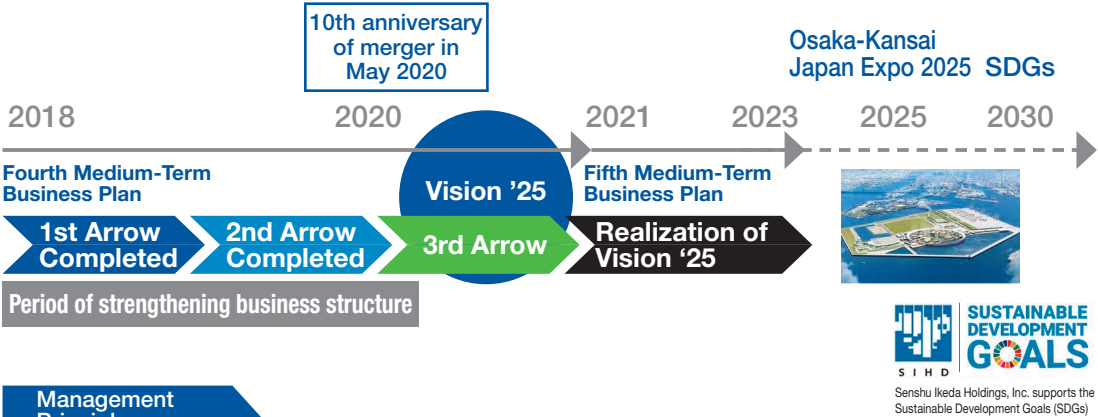 10th anniversary
of merger in
May 2020
Osaka-Kansai
Japan Expo 2025 SDGs
2018 2020 2021 2023 2025 2030
Fourth Medium-Term
Business Plan
Vision ’25
Fifth Medium-Term
Business Plan
1st Arrow
Completed
2nd Arrow
Completed
3rd Arrow
Realization of
Vision ‘25
Period of strengthening business structure
SIHD
SUSTAINABLE
DEVELOPMENT
GOALS
Senshu Ikeda Holdings, Inc. supports the
Sustainable Development Goals (SDGs)
Management